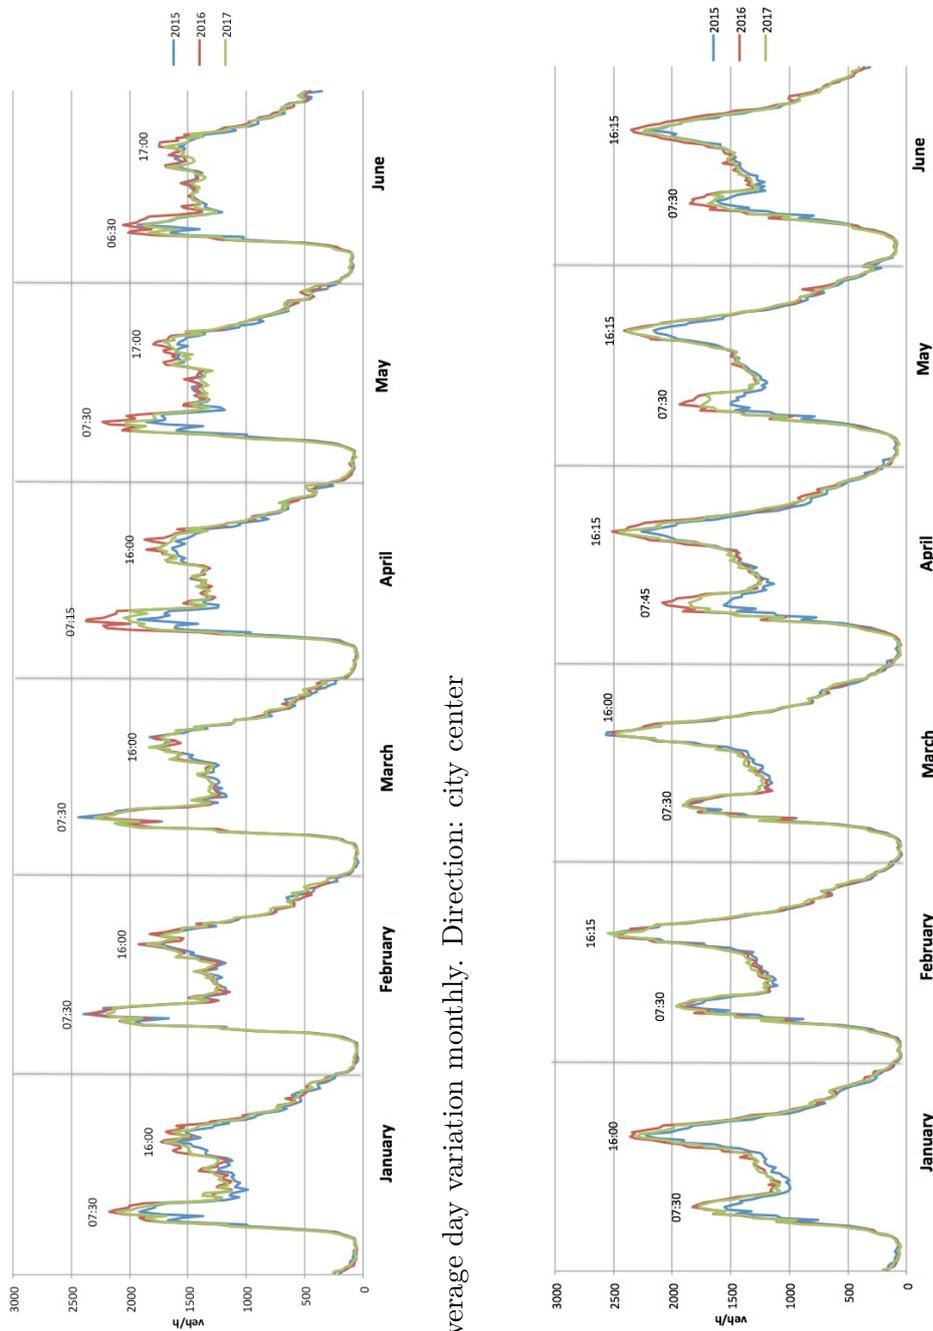 3000
2500
2000
1500
1000
500
0
veh/h
07:30
16:00
07:30
16:00
07:30
16:00
07:15
16:00
07:30
17:00
06:30
17:00
January
February
March
April
May
June
2015
2016
2017
verage day variation monthly. Direction: city center
3000
2500
2000
1500
1000
500
0
veh/h
07:30
16:00
07:30
16:15
07:30
16:00
07:45
16:15
07:30
16:15
07:30
16:15
January
February
March
April
May
June
2015
2016
2017